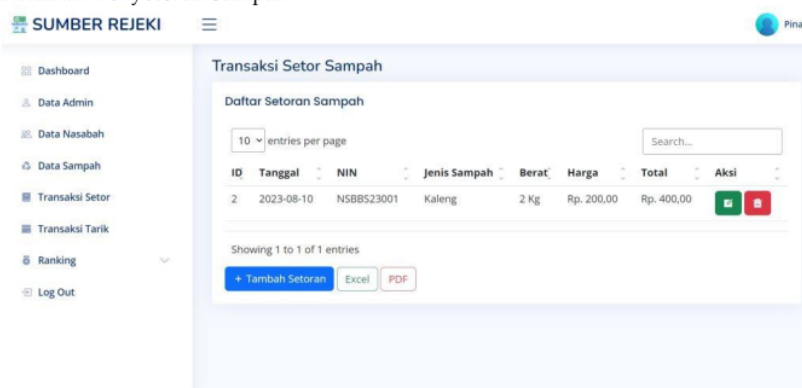 SUMBER REJEKI
Pina
Dashboard
Data Admin
Data Nasabah
Data Sampah
Transaksi Setor
Transaksi Tarik
Ranking
Log Out
Transaksi Setor Sampah
Daftar Setoran Sampah
10 entries per page
Search...
ID Tanggal NIN Jenis Sampah Berat Harga Total Aksi
2 2023-08-10 NSBBS23001 Kaleng 2 Kg Rp. 200,00 Rp. 400,00
Showing 1 to 1 of 1 entries
+ Tambah Setoran Excel PDF